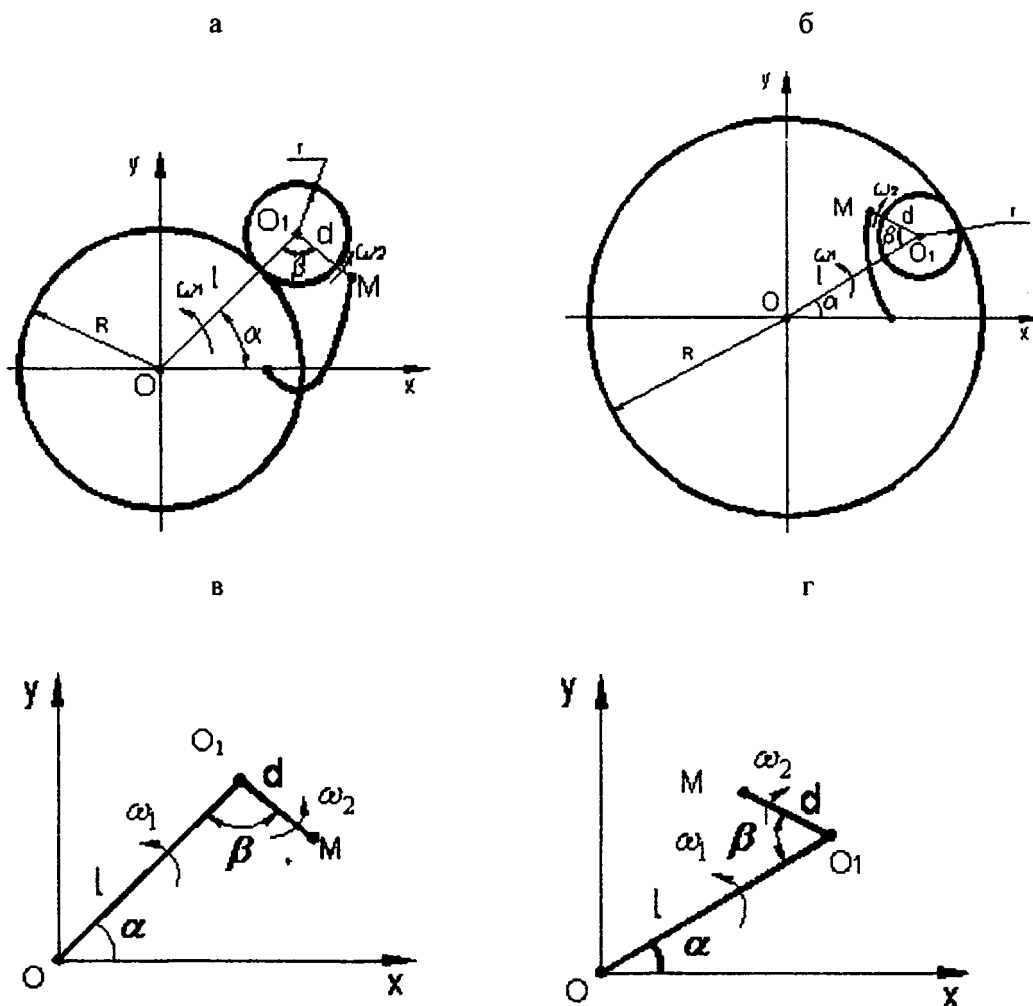 а
б
y
r
O₁
d
β
ω₂
M
l
ω₁
R
α
O
x
y
M
ω₂
d
β
O₁
r
ω₁
l
O
α
R
x
в
г
y
O₁
d
ω₁
ω₂
β
M
l
α
O
x
y
M
ω₂
d
ω₁
β
O₁
l
α
O
x